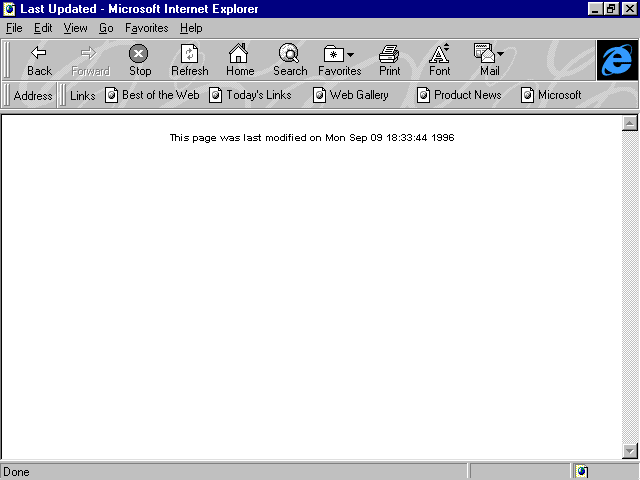 Last Updated - Microsoft Internet Explorer
File Edit View Go Favorites Help
Back Forward Stop Refresh Home Search Favorites Print Font Mail
Address Links Best of the Web Today's Links Web Gallery Product News Microsoft
This page was last modified on Mon Sep 09 18:33:44 1996
Done